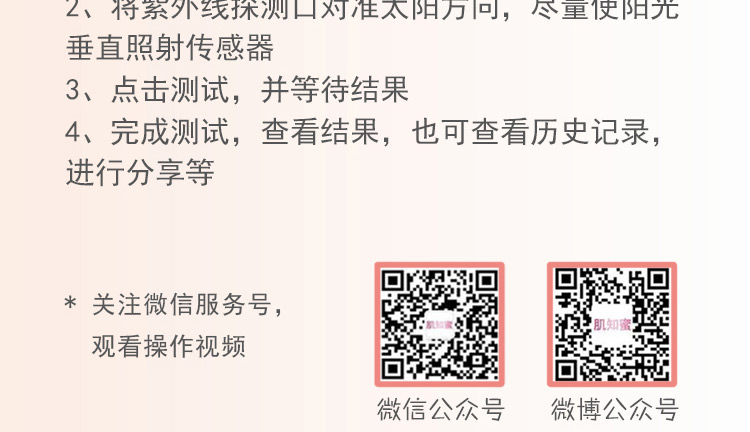 2、将紫外线探测口对准太阳方向，尽量使阳光
垂直照射传感器
3、点击测试，并等待结果
4、完成测试，查看结果，也可查看历史记录，
进行分享等
* 关注微信服务号，
观看操作视频
肌知蜜
肌知蜜
微信公众号
微博公众号